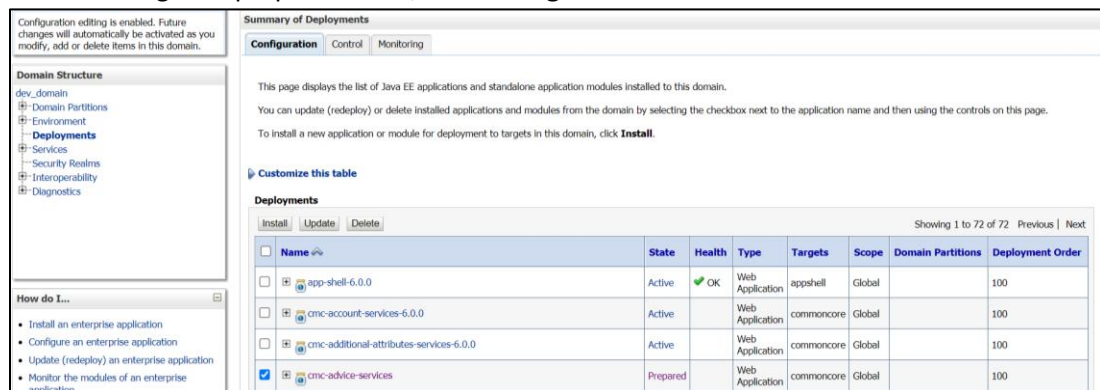 Configuration editing is enabled. Future
changes will automatically be activated as you
modify, add or delete items in this domain.
Domain Structure
dev_domain
Domain Partitions
Environment
Deployments
Services
Security Realms
Interoperability
Diagnostics
How do I...
• Install an enterprise application
• Configure an enterprise application
• Update (redeploy) an enterprise application
• Monitor the modules of an enterprise
application
Summary of Deployments
Configuration Control Monitoring
This page displays the list of Java EE applications and standalone application modules installed to this domain.
You can update (redeploy) or delete installed applications and modules from the domain by selecting the checkbox next to the application name and then using the controls on this page.
To install a new application or module for deployment to targets in this domain, click Install.
Customize this table
Deployments
Install Update Delete Showing 1 to 72 of 72 Previous | Next
Name State Health Type Targets Scope Domain Partitions Deployment Order
app-shell-6.0.0 Active OK Web Application appshell Global 100
cmc-account-services-6.0.0 Active Web Application commoncore Global 100
cmc-additional-attributes-services-6.0.0 Active Web Application commoncore Global 100
cmc-advice-services Prepared Web Application commoncore Global 100